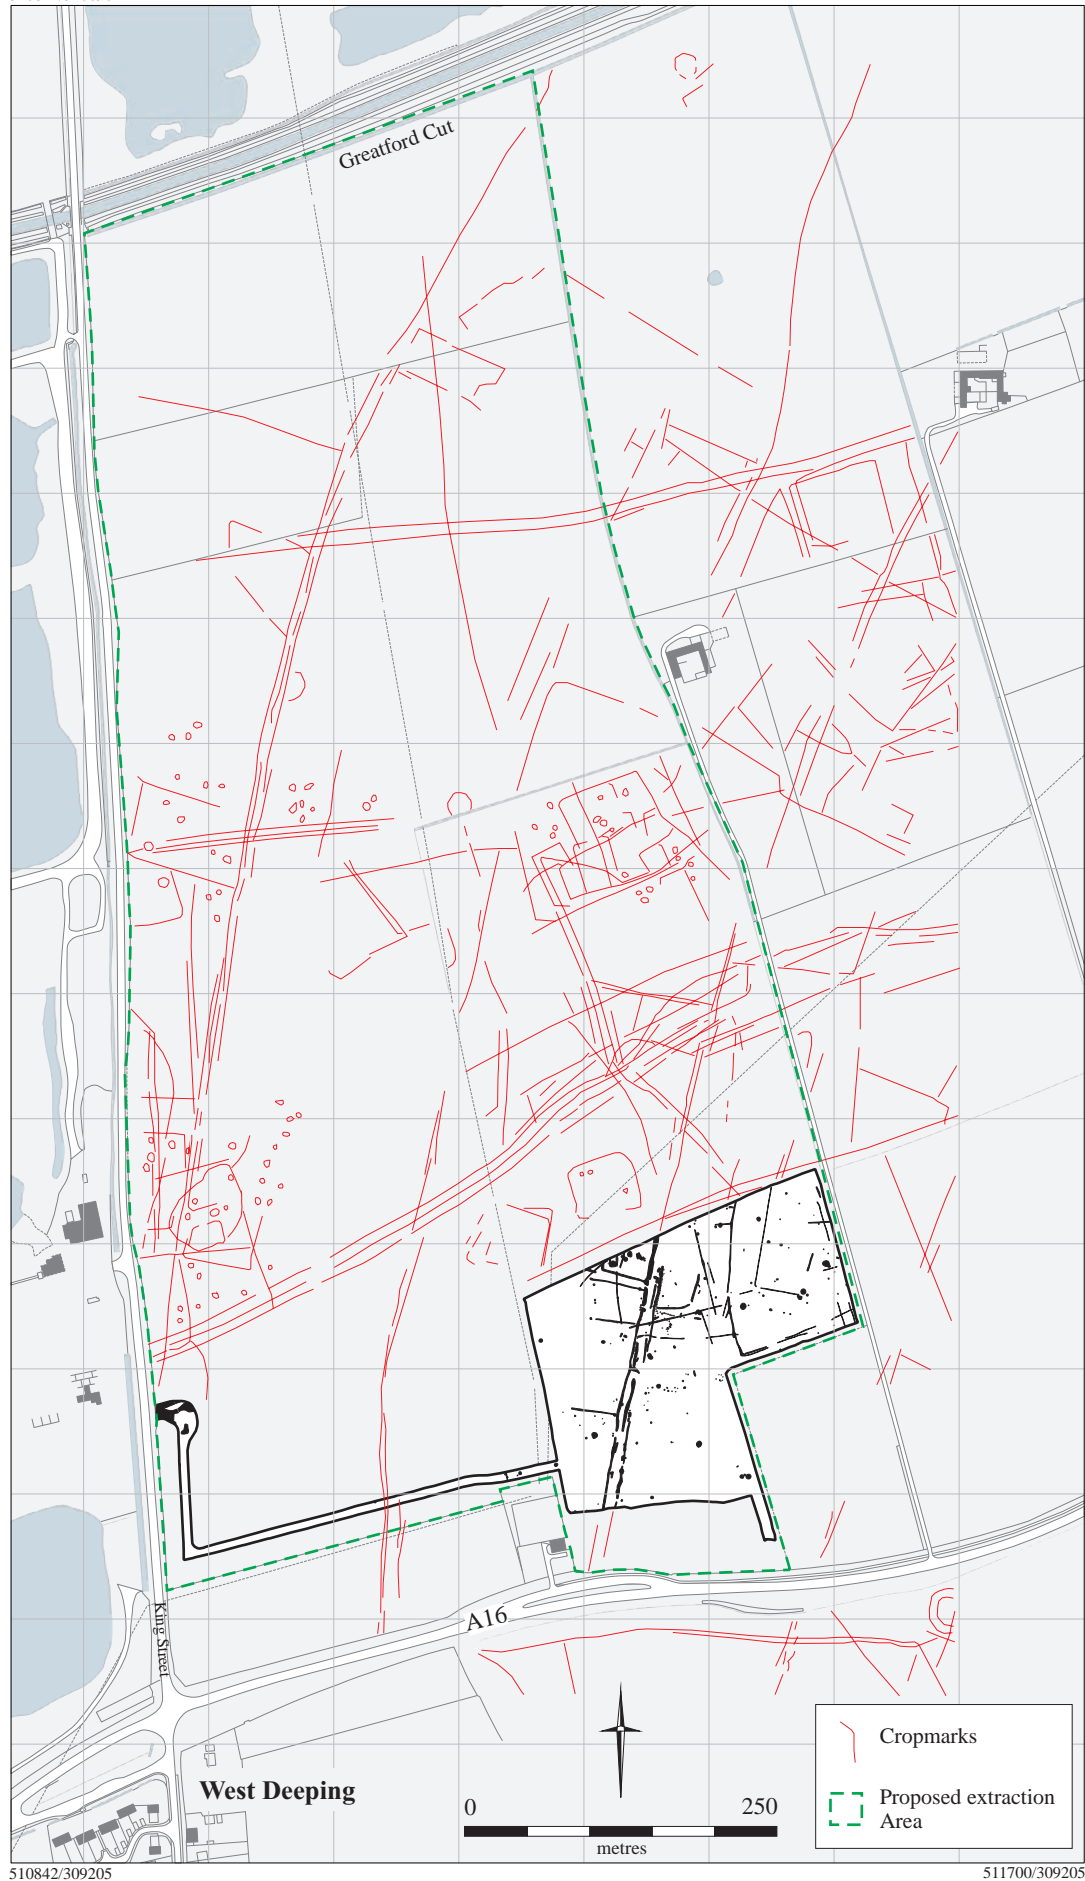 Greatford Cut
King Street
A16
West Deeping
0 250
metres
Cropmarks
Proposed extraction
Area
510842/309205
511700/309205